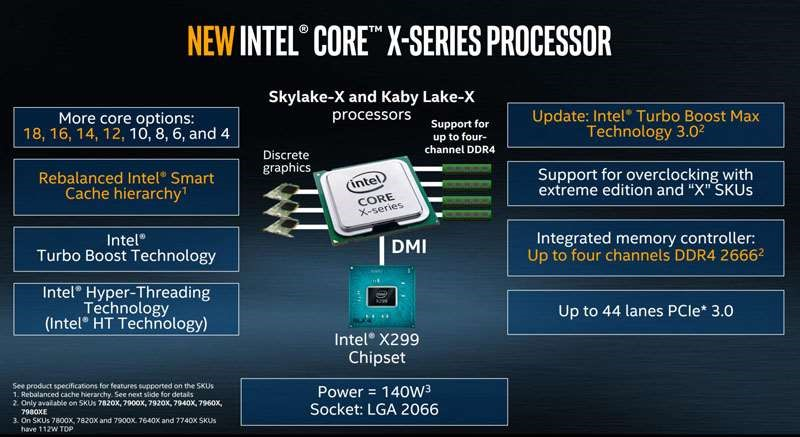 NEW INTEL® CORE™ X-SERIES PROCESSOR
Skylake-X and Kaby Lake-X
processors
More core options:
18, 16, 14, 12, 10, 8, 6, and 4
Rebalanced Intel® Smart
Cache hierarchy¹
Intel®
Turbo Boost Technology
Intel® Hyper-Threading
Technology
(Intel® HT Technology)
Discrete
graphics
Support for
up to four-
channel DDR4
intel
CORE
X-series
DMI
X299
Intel® X299
Chipset
Update: Intel® Turbo Boost Max
Technology 3.0²
Support for overclocking with
extreme edition and “X” SKUs
Integrated memory controller:
Up to four channels DDR4 2666²
Up to 44 lanes PCIe* 3.0
Power = 140W³
Socket: LGA 2066
See product specifications for features supported on the SKUs
1. Rebalanced cache hierarchy. See next slide for details
2. Only available on SKUs 7820X, 7900X, 7920X, 7940X, 7960X,
7980XE
3. On SKUs 7800X, 7820X and 7900X. 7640X and 7740X SKUs
have 112W TDP